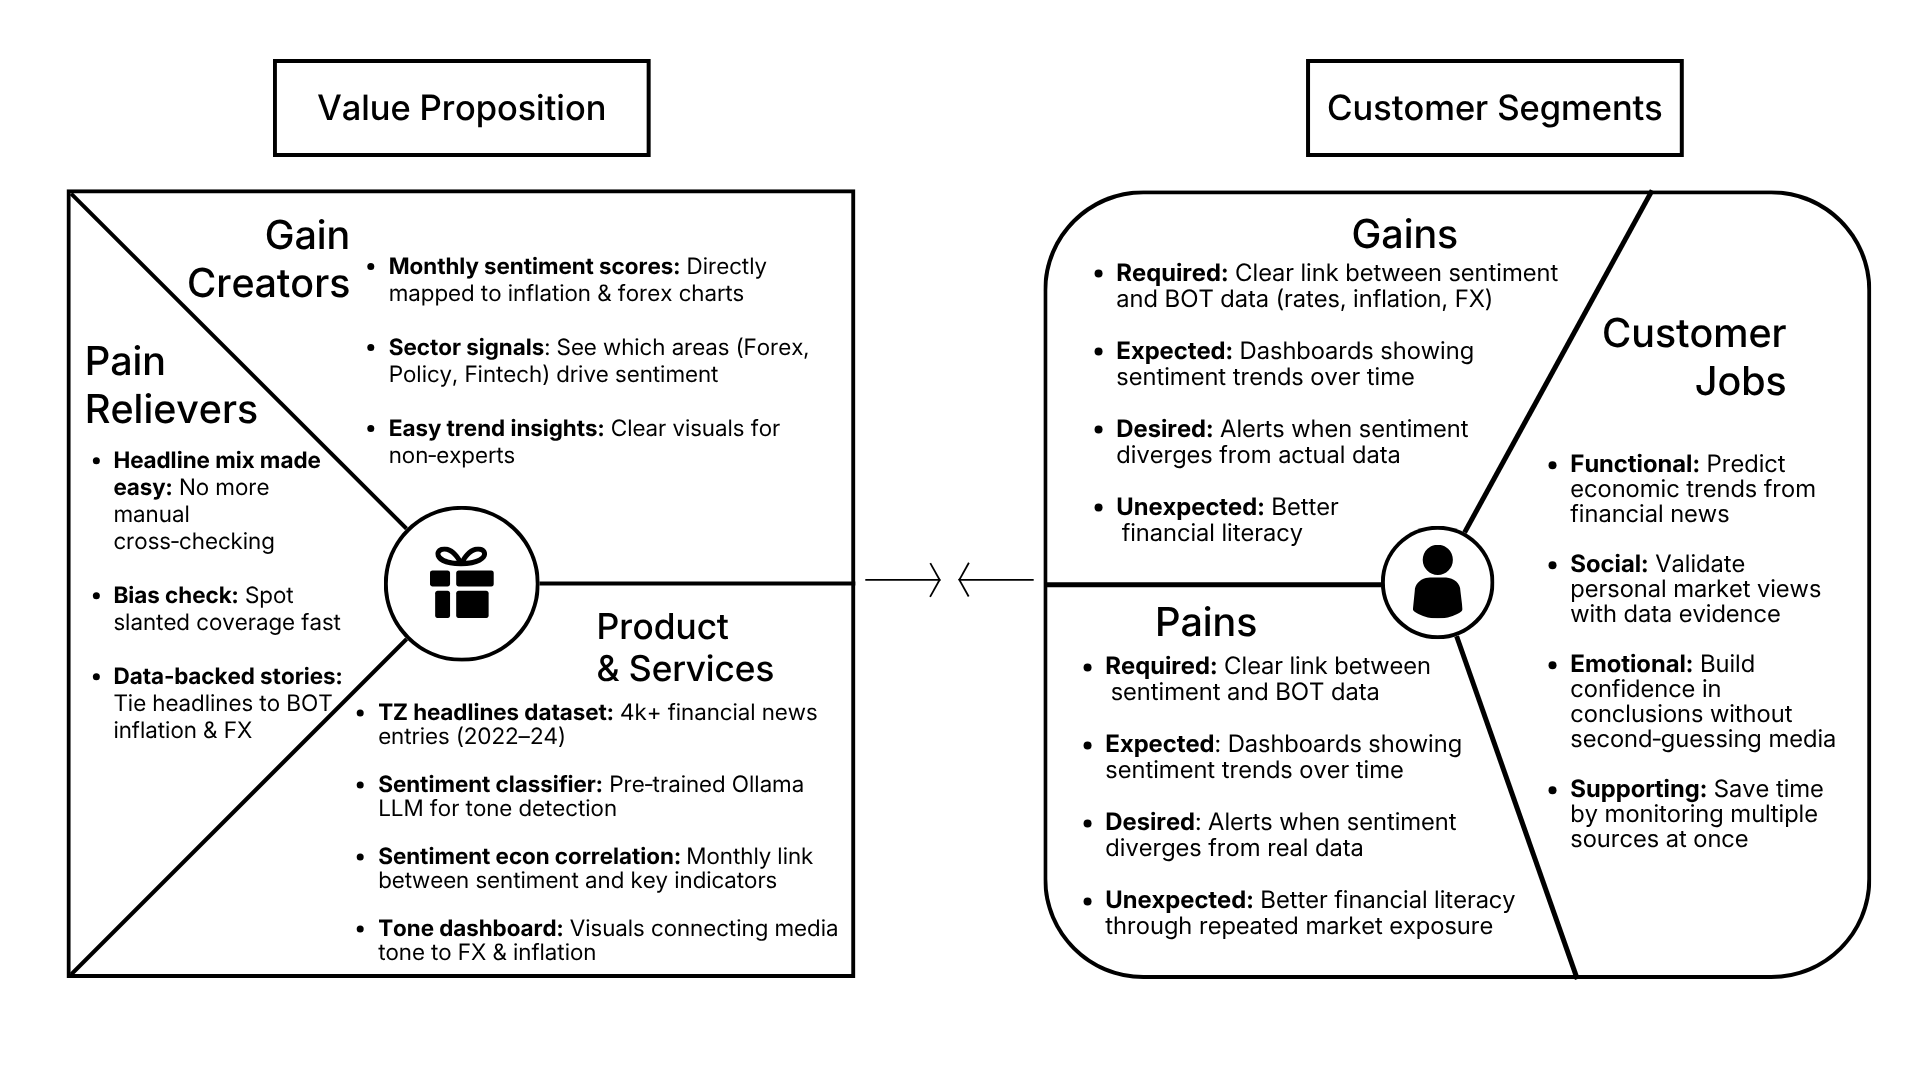 Value Proposition
Customer Segments
Gain
Creators
• Monthly sentiment scores: Directly
mapped to inflation & forex charts
• Sector signals: See which areas (Forex,
Policy, Fintech) drive sentiment
• Easy trend insights: Clear visuals for
non-experts
Pain
Relievers
• Headline mix made
easy: No more
manual
cross-checking
• Bias check: Spot
slanted coverage fast
• Data-backed stories:
Tie headlines to BOT
inflation & FX
Product
& Services
• TZ headlines dataset: 4k+ financial news
entries (2022–24)
• Sentiment classifier: Pre-trained Ollama
LLM for tone detection
• Sentiment econ correlation: Monthly link
between sentiment and key indicators
• Tone dashboard: Visuals connecting media
tone to FX & inflation
Gains
• Required: Clear link between sentiment
and BOT data (rates, inflation, FX)
• Expected: Dashboards showing
sentiment trends over time
• Desired: Alerts when sentiment
diverges from actual data
• Unexpected: Better
financial literacy
Pains
• Required: Clear link between
sentiment and BOT data
• Expected: Dashboards showing
sentiment trends over time
• Desired: Alerts when sentiment
diverges from real data
• Unexpected: Better financial literacy
through repeated market exposure
Customer
Jobs
• Functional: Predict
economic trends from
financial news
• Social: Validate
personal market views
with data evidence
• Emotional: Build
confidence in
conclusions without
second-guessing media
• Supporting: Save time
by monitoring multiple
sources at once